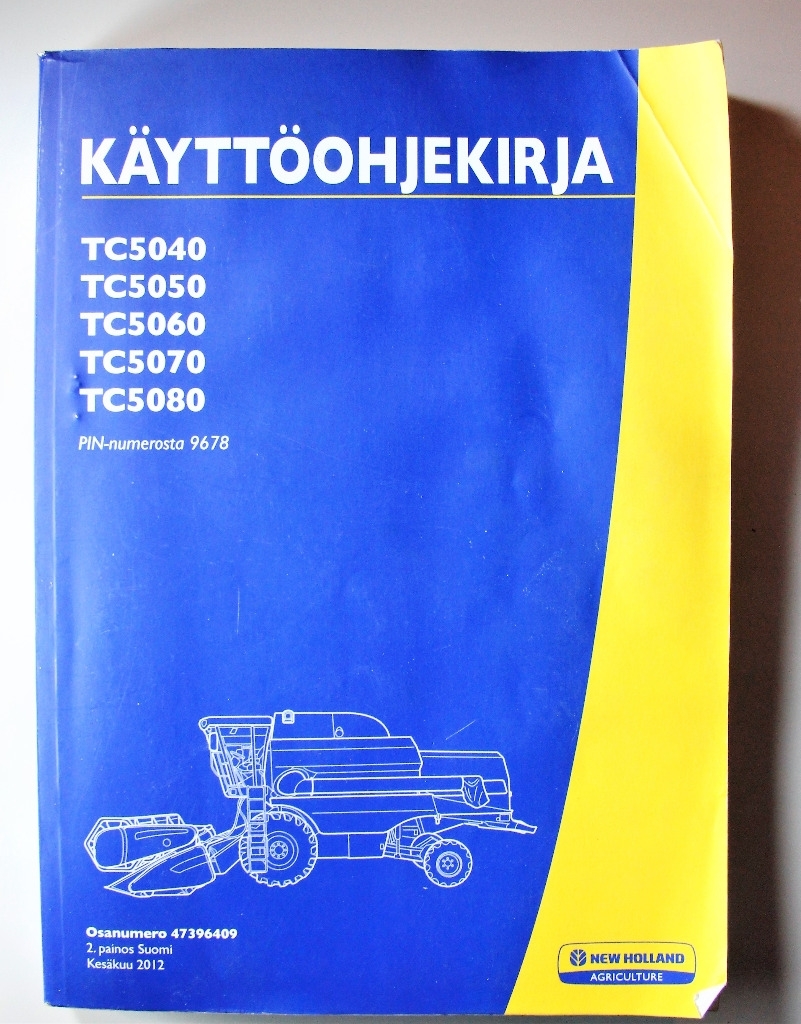 KÄYTTÖOHJEKIRJA
TC5040
TC5050
TC5060
TC5070
TC5080
PIN-numerosta 9678
Osanumero 47396409
2. painos Suomi
Kesäkuu 2012
NEW HOLLAND
AGRICULTURE